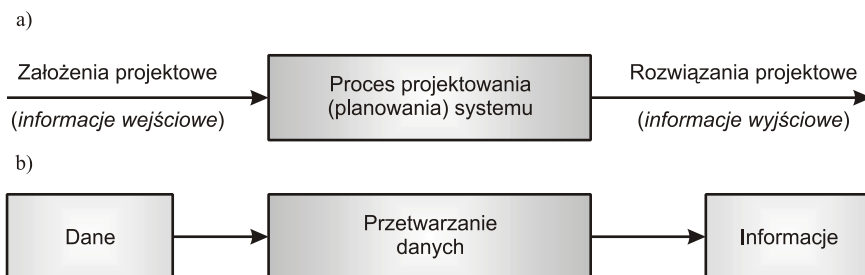 a)
Założenia projektowe
(informacje wejściowe)
Proces projektowania
(planowania) systemu
Rozwiązania projektowe
(informacje wyjściowe)
b)
Dane
Przetwarzanie
danych
Informacje